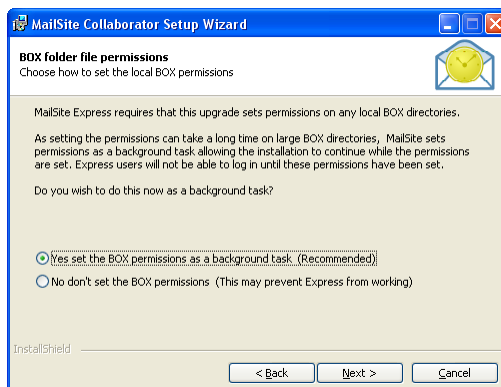 MailSite Collaborator Setup Wizard
BOX folder file permissions
Choose how to set the local BOX permissions
MailSite Express requires that this upgrade sets permissions on any local BOX directories.
As setting the permissions can take a long time on large BOX directories, MailSite sets
permissions as a background task allowing the installation to continue while the permissions
are set. Express users will not be able to log in until these permissions have been set.
Do you wish to do this now as a background task?
Yes set the BOX permissions as a background task (Recommended)
No don't set the BOX permissions (This may prevent Express from working)
InstallShield
< Back Next > Cancel